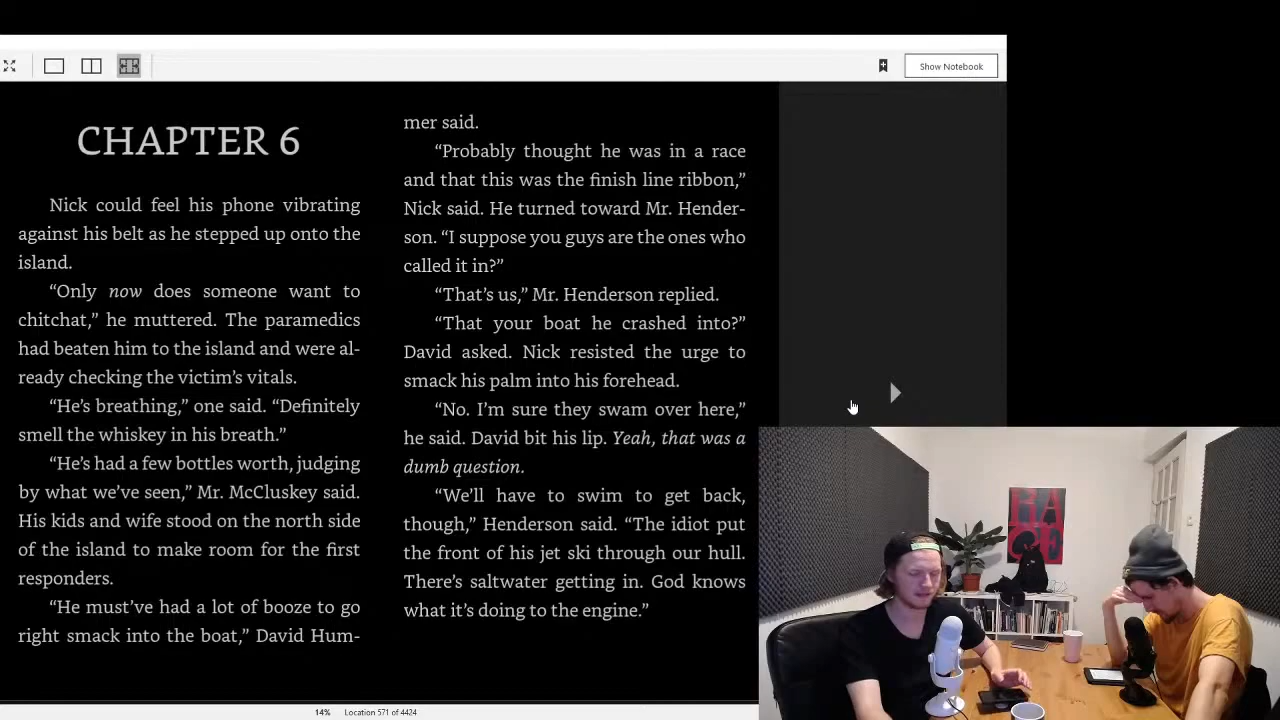 Show Notebook
CHAPTER 6
Nick could feel his phone vibrating
against his belt as he stepped up onto the
island.
“Only now does someone want to
chitchat,” he muttered. The paramedics
had beaten him to the island and were al-
ready checking the victim’s vitals.
“He’s breathing,” one said. “Definitely
smell the whiskey in his breath.”
“He’s had a few bottles worth, judging
by what we’ve seen,” Mr. McCluskey said.
His kids and wife stood on the north side
of the island to make room for the first
responders.
“He must’ve had a lot of booze to go
right smack into the boat,” David Hum-
mer said.
“Probably thought he was in a race
and that this was the finish line ribbon,”
Nick said. He turned toward Mr. Hender-
son. “I suppose you guys are the ones who
called it in?”
“That’s us,” Mr. Henderson replied.
“That your boat he crashed into?”
David asked. Nick resisted the urge to
smack his palm into his forehead.
“No. I’m sure they swam over here,”
he said. David bit his lip. Yeah, that was a
dumb question.
“We’ll have to swim to get back,
though,” Henderson said. “The idiot put
the front of his jet ski through our hull.
There’s saltwater getting in. God knows
what it’s doing to the engine.”
14% Location 571 of 4424
RA
GE